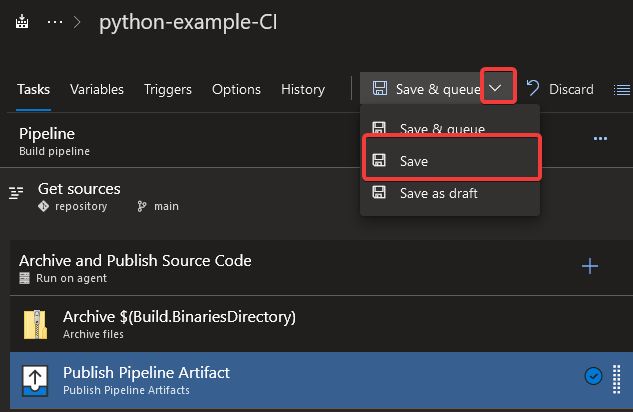 python-example-CI
Tasks Variables Triggers Options History Save & queue Discard
Save & queue
Pipeline
Build pipeline
Save
Get sources
repository main
Save as draft
Archive and Publish Source Code
Run on agent
Archive $(Build.BinariesDirectory)
Archive files
Publish Pipeline Artifact
Publish Pipeline Artifacts